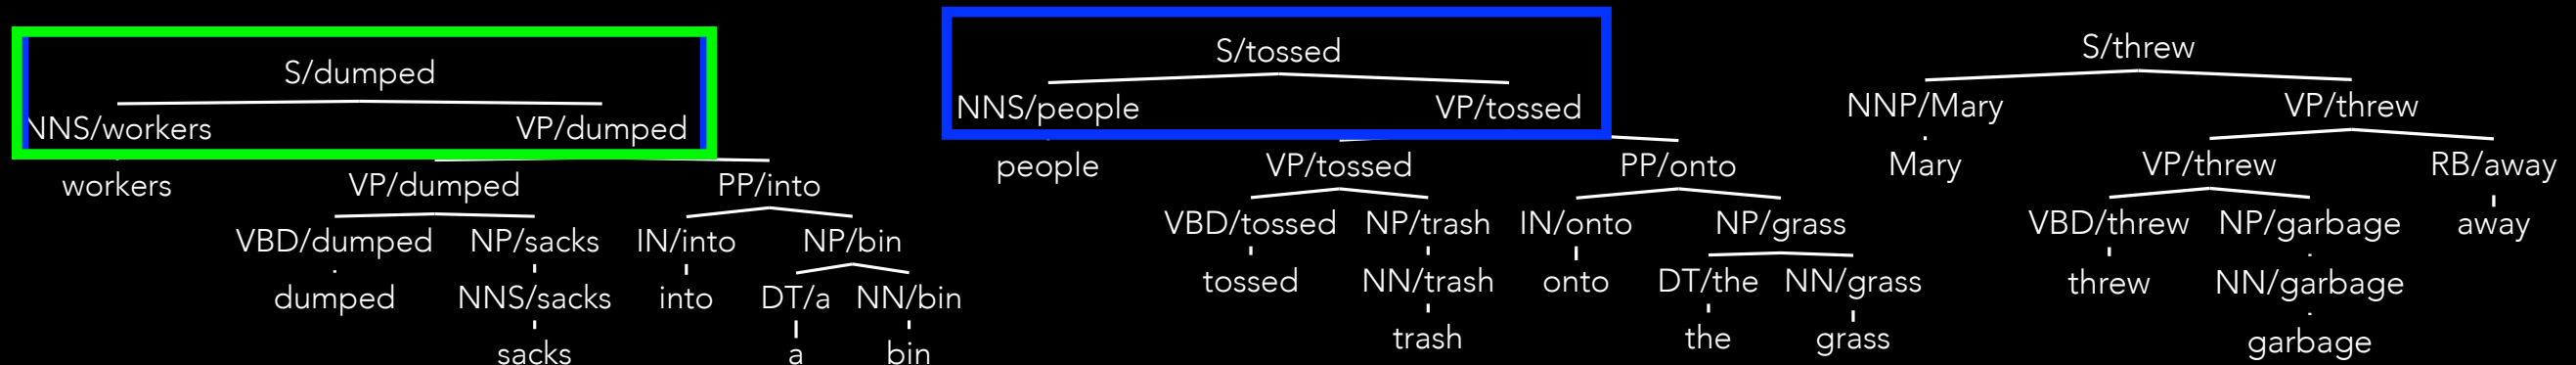 S/dumped
NNS/workers VP/dumped
workers VP/dumped PP/into
VBD/dumped NP/sacks IN/into NP/bin
dumped NNS/sacks into DT/a NN/bin
sacks a bin
S/tossed
NNS/people VP/tossed
people VP/tossed PP/onto
VBD/tossed NP/trash IN/onto NP/grass
tossed NN/trash onto DT/the NN/grass
trash the grass
S/threw
NNP/Mary VP/threw
Mary VP/threw RB/away
VBD/threw NP/garbage away
threw NN/garbage
garbage